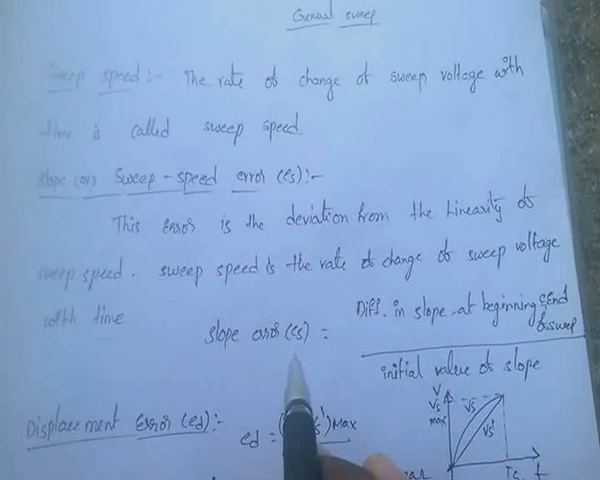 General sweep
Sweep speed :- The rate of change of sweep voltage with
time is called sweep speed
slope (or) Sweep - speed error (es) :-
This error is the deviation from the linearity of
sweep speed. sweep speed is the rate of change of sweep voltage
with time
slope error (es) = Diff. in slope at beginning & End
of sweep
initial value of slope
Displacement Error (ed) :-
ed = ( s') Max
V
Vs
max
Vs
Vs'
Ts
t